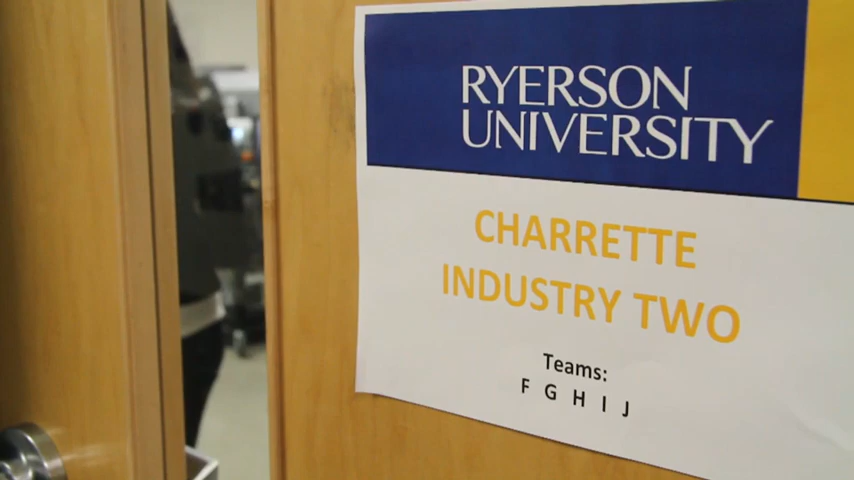 RYERSON
UNIVERSITY
CHARRETTE
INDUSTRY TWO
Teams:
F G H I J